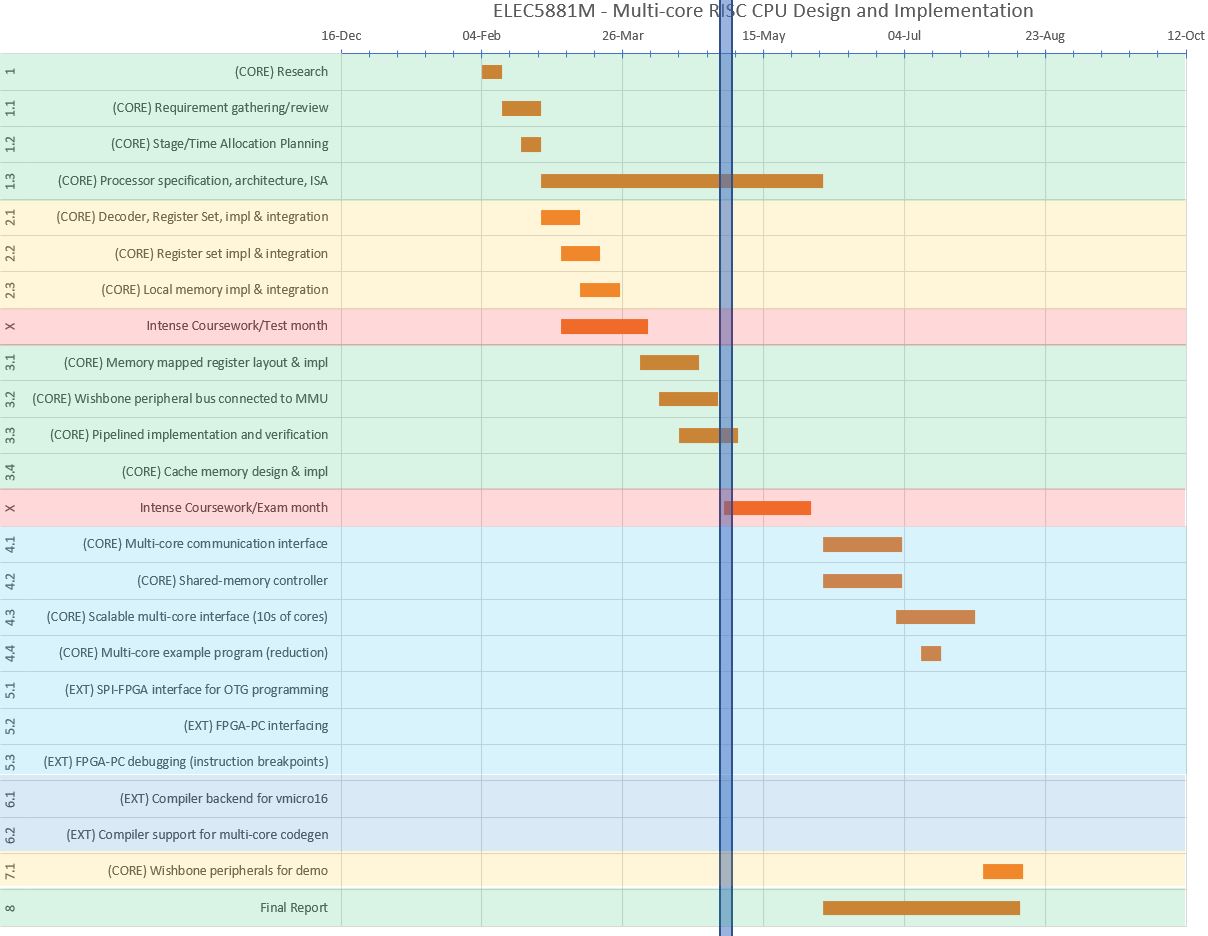 ELEC5881M - Multi-core RISC CPU Design and Implementation
16-Dec 04-Feb 26-Mar 15-May 04-Jul 23-Aug 12-Oct
1 (CORE) Research
1.1 (CORE) Requirement gathering/review
1.2 (CORE) Stage/Time Allocation Planning
1.3 (CORE) Processor specification, architecture, ISA
2.1 (CORE) Decoder, Register Set, impl & integration
2.2 (CORE) Register set impl & integration
2.3 (CORE) Local memory impl & integration
X Intense Coursework/Test month
3.1 (CORE) Memory mapped register layout & impl
3.2 (CORE) Wishbone peripheral bus connected to MMU
3.3 (CORE) Pipelined implementation and verification
3.4 (CORE) Cache memory design & impl
X Intense Coursework/Exam month
4.1 (CORE) Multi-core communication interface
4.2 (CORE) Shared-memory controller
4.3 (CORE) Scalable multi-core interface (10s of cores)
4.4 (CORE) Multi-core example program (reduction)
5.1 (EXT) SPI-FPGA interface for OTG programming
5.2 (EXT) FPGA-PC interfacing
5.3 (EXT) FPGA-PC debugging (instruction breakpoints)
6.1 (EXT) Compiler backend for vmicro16
6.2 (EXT) Compiler support for multi-core codegen
7.1 (CORE) Wishbone peripherals for demo
8 Final Report